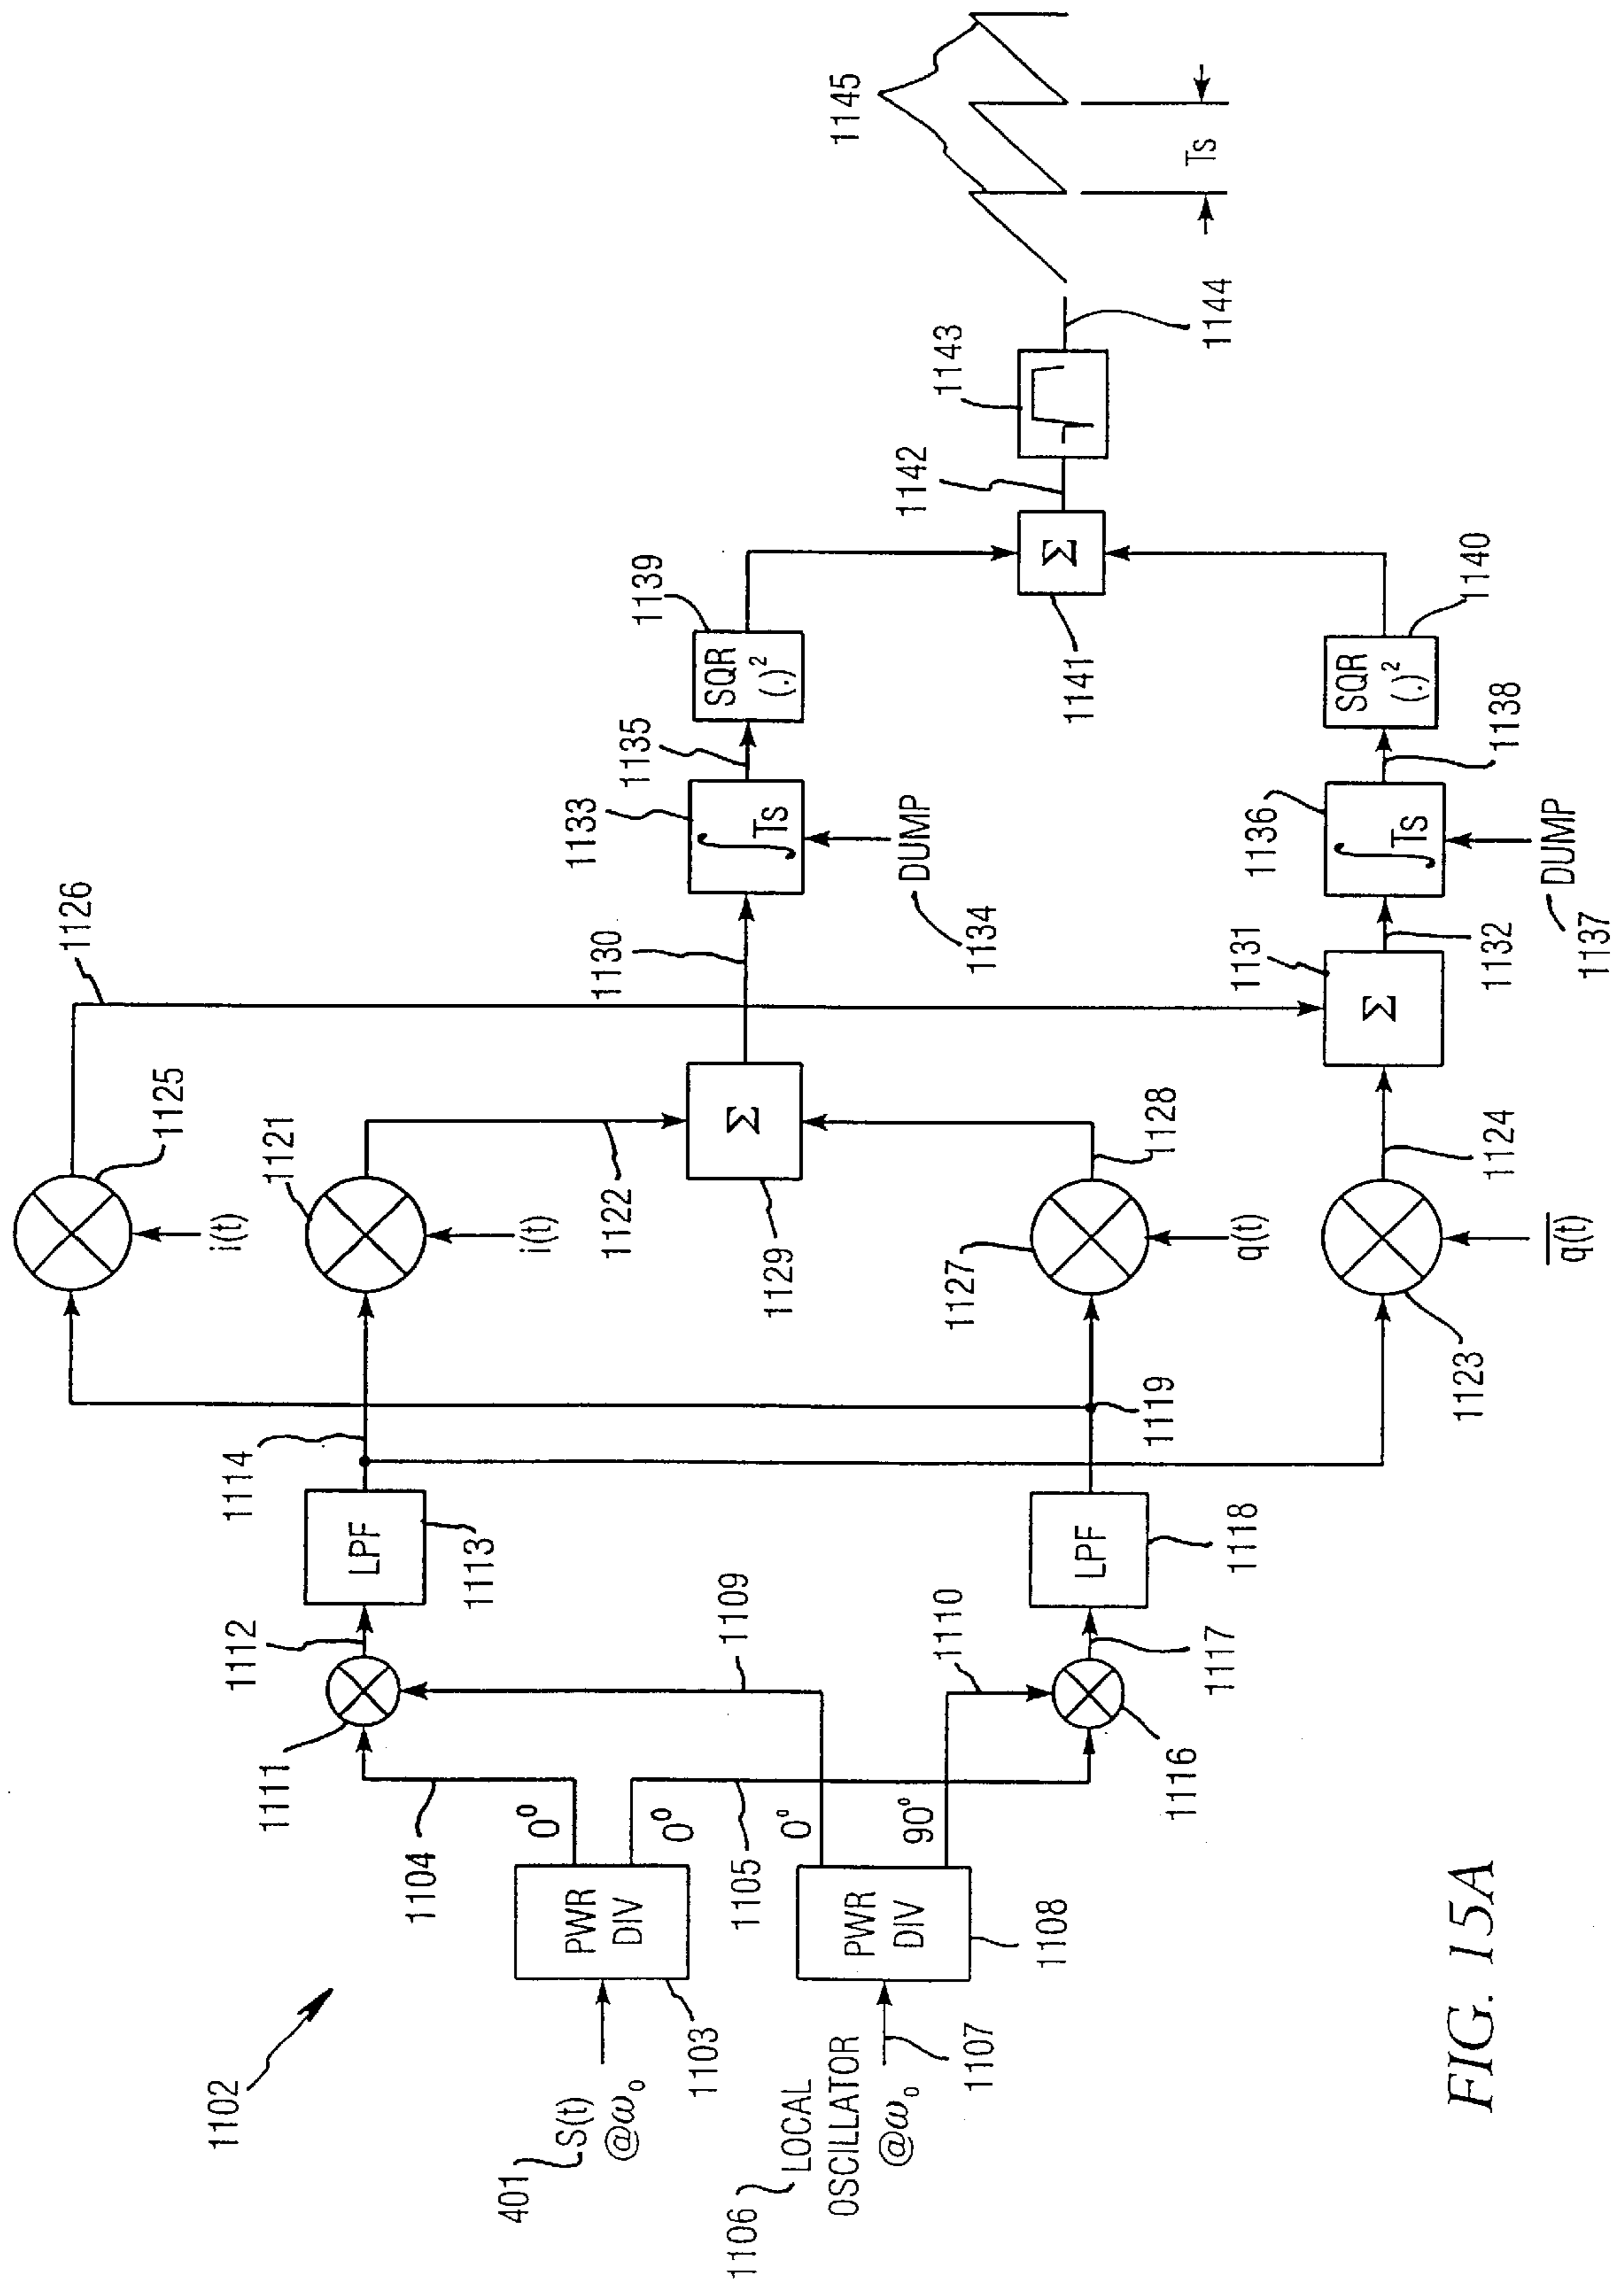 1102
401
S(t)
@ω₀
1103
PWR
DIV
0°
0°
1104
1105
1106
LOCAL
OSCILLATOR
@ω₀
1107
PWR
DIV
1108
0°
90°
1109
1110
1111
1112
LPF
1113
1114
1116
1117
LPF
1118
1119
1125
i(t)
1126
1121
i(t)
1122
Σ
1129
1127
q(t)
1128
1123
q̅(̅t̅)̅
1124
1130
Σ
1131
1132
∫Ts
1133
DUMP
1134
1135
∫Ts
1136
DUMP
1137
1138
SQR
(.)²
1139
SQR
(.)²
1140
Σ
1141
1142
1143
1144
1145
Ts
FIG. 15A